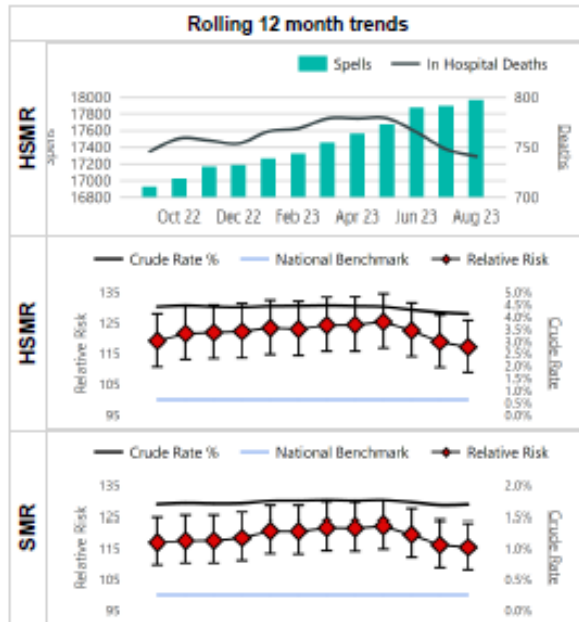 Rolling 12 month trends
HSMR
Spells In Hospital Deaths
Spells
18000
17800
17600
17400
17200
17000
16800
800
750
700
Deaths
Oct 22 Dec 22 Feb 23 Apr 23 Jun 23 Aug 23
HSMR
Crude Rate % National Benchmark Relative Risk
Relative Risk
135
125
115
105
95
5.0%
4.5%
4.0%
3.5%
3.0%
2.5%
2.0%
1.5%
1.0%
0.5%
0.0%
Crude Rate
SMR
Crude Rate % National Benchmark Relative Risk
Relative Risk
135
125
115
105
95
2.0%
1.5%
1.0%
0.5%
0.0%
Crude Rate